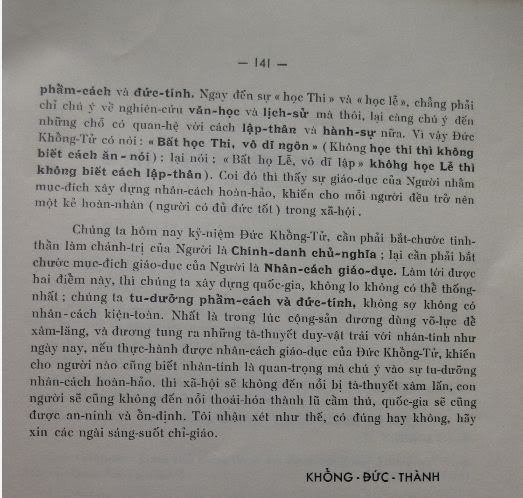 — 141 —
phẩm-cách và đức-tính. Ngay đến sự « học Thi » và « học lễ », chẳng phải
chỉ chú ý về nghiên-cứu văn-học và lịch-sử mà thôi, lại càng chú ý đến
những chỗ có quan-hệ với cách lập-thân và hành-sự nữa. Vì vậy Đức
Khổng-Tử có nói : « Bất học Thi, vô dĩ ngôn » (Không học thi thì không
biết cách ăn - nói) ; lại nói : « Bất họ Lễ, vô dĩ lập » khôhg học Lễ thì
không biết cách lập-thân). Coi đó thì thấy sự giáo-dục của Người nhằm
mục-đích xây dựng nhân-cách hoàn-hảo, khiến cho mỗi người đều trở nên
một kẻ hoàn-nhân ( người có đủ đức tốt ) trong xã-hội .
Chúng ta hôm nay kỷ-niệm Đức Khổng-Tử, cần phải bắt-chước tinh-
thần làm chánh-trị của Người là Chính-danh chủ-nghĩa ; lại cần phải bắt
chước mục-đích giáo-dục của Người là Nhân-cách giáo-dục. Làm tới được
hai điểm này, thì chúng ta xây dựng quốc-gia, không lo không có thể thống-
nhất ; chúng ta tu-dưỡng phẩm-cách và đức-tính, không sợ không có
nhân-cách kiện-toàn. Nhất là trong lúc cộng-sản đương dùng võ-lực để
xâm-lăng, và đương tung ra những tà-thuyết duy-vật trái với nhân-tính như
ngày nay, nếu thực-hành được nhân-cách giáo-dục của Đức Khổng-Tử, khiến
cho người nào cũng biết nhân-tính là quan-trọng mà chú ý vào sự tu-dưỡng
nhân-cách hoàn-hảo, thì xã-hội sẽ không đến nỗi bị tà-thuyết xâm lấn, con
người sẽ cũng không đến nỗi thoái-hóa thành lũ cầm thú, quốc-gia sẽ cũng
được an-ninh và ổn-định. Tôi nhận xét như thế, có đúng hay không, hãy
xin các ngài sáng-suốt chỉ-giáo.
KHỔNG - ĐỨC - THÀNH